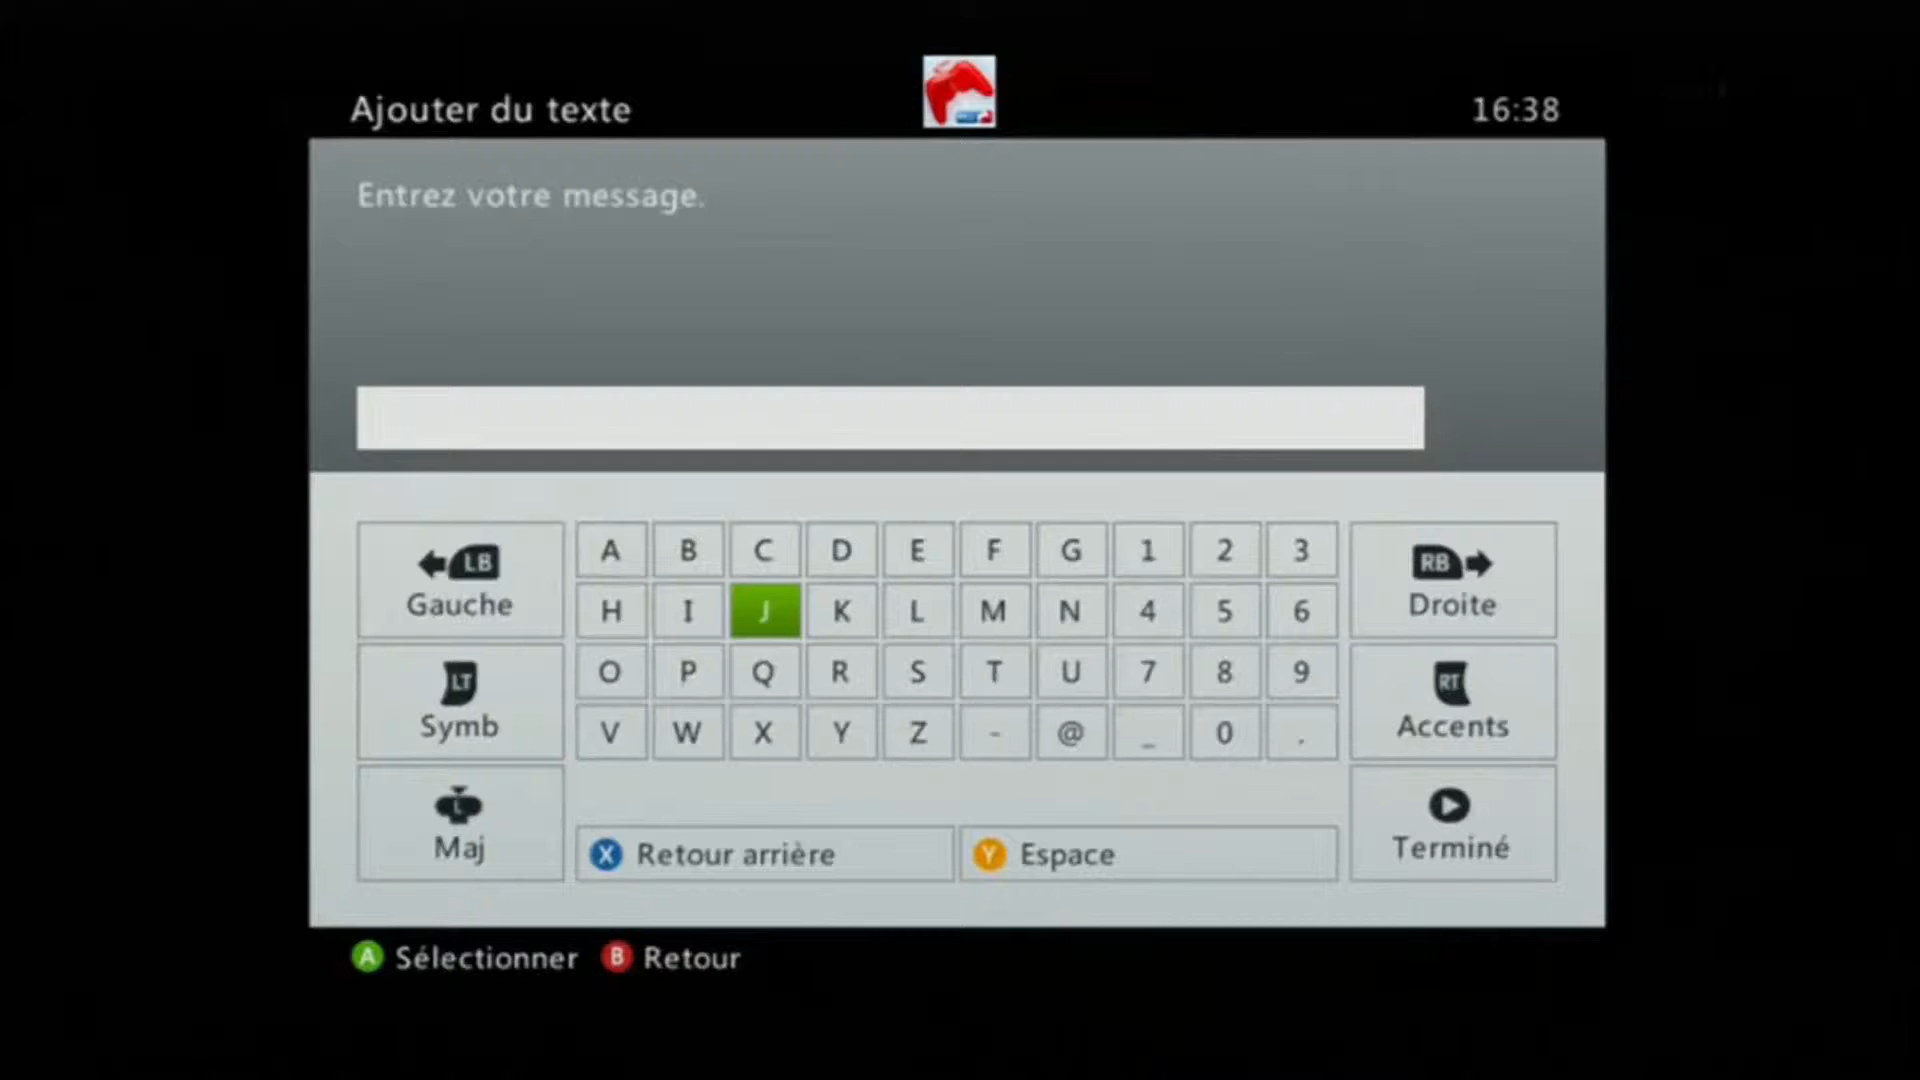 Ajouter du texte
16:38
Entrez votre message.
LB
Gauche
A B C D E F G 1 2 3
RB
Droite
H I J K L M N 4 5 6
LT
Symb
O P Q R S T U 7 8 9
RT
Accents
V W X Y Z - @ _ 0 .
L
Maj
X Retour arrière
Y Espace
Terminé
A Sélectionner B Retour